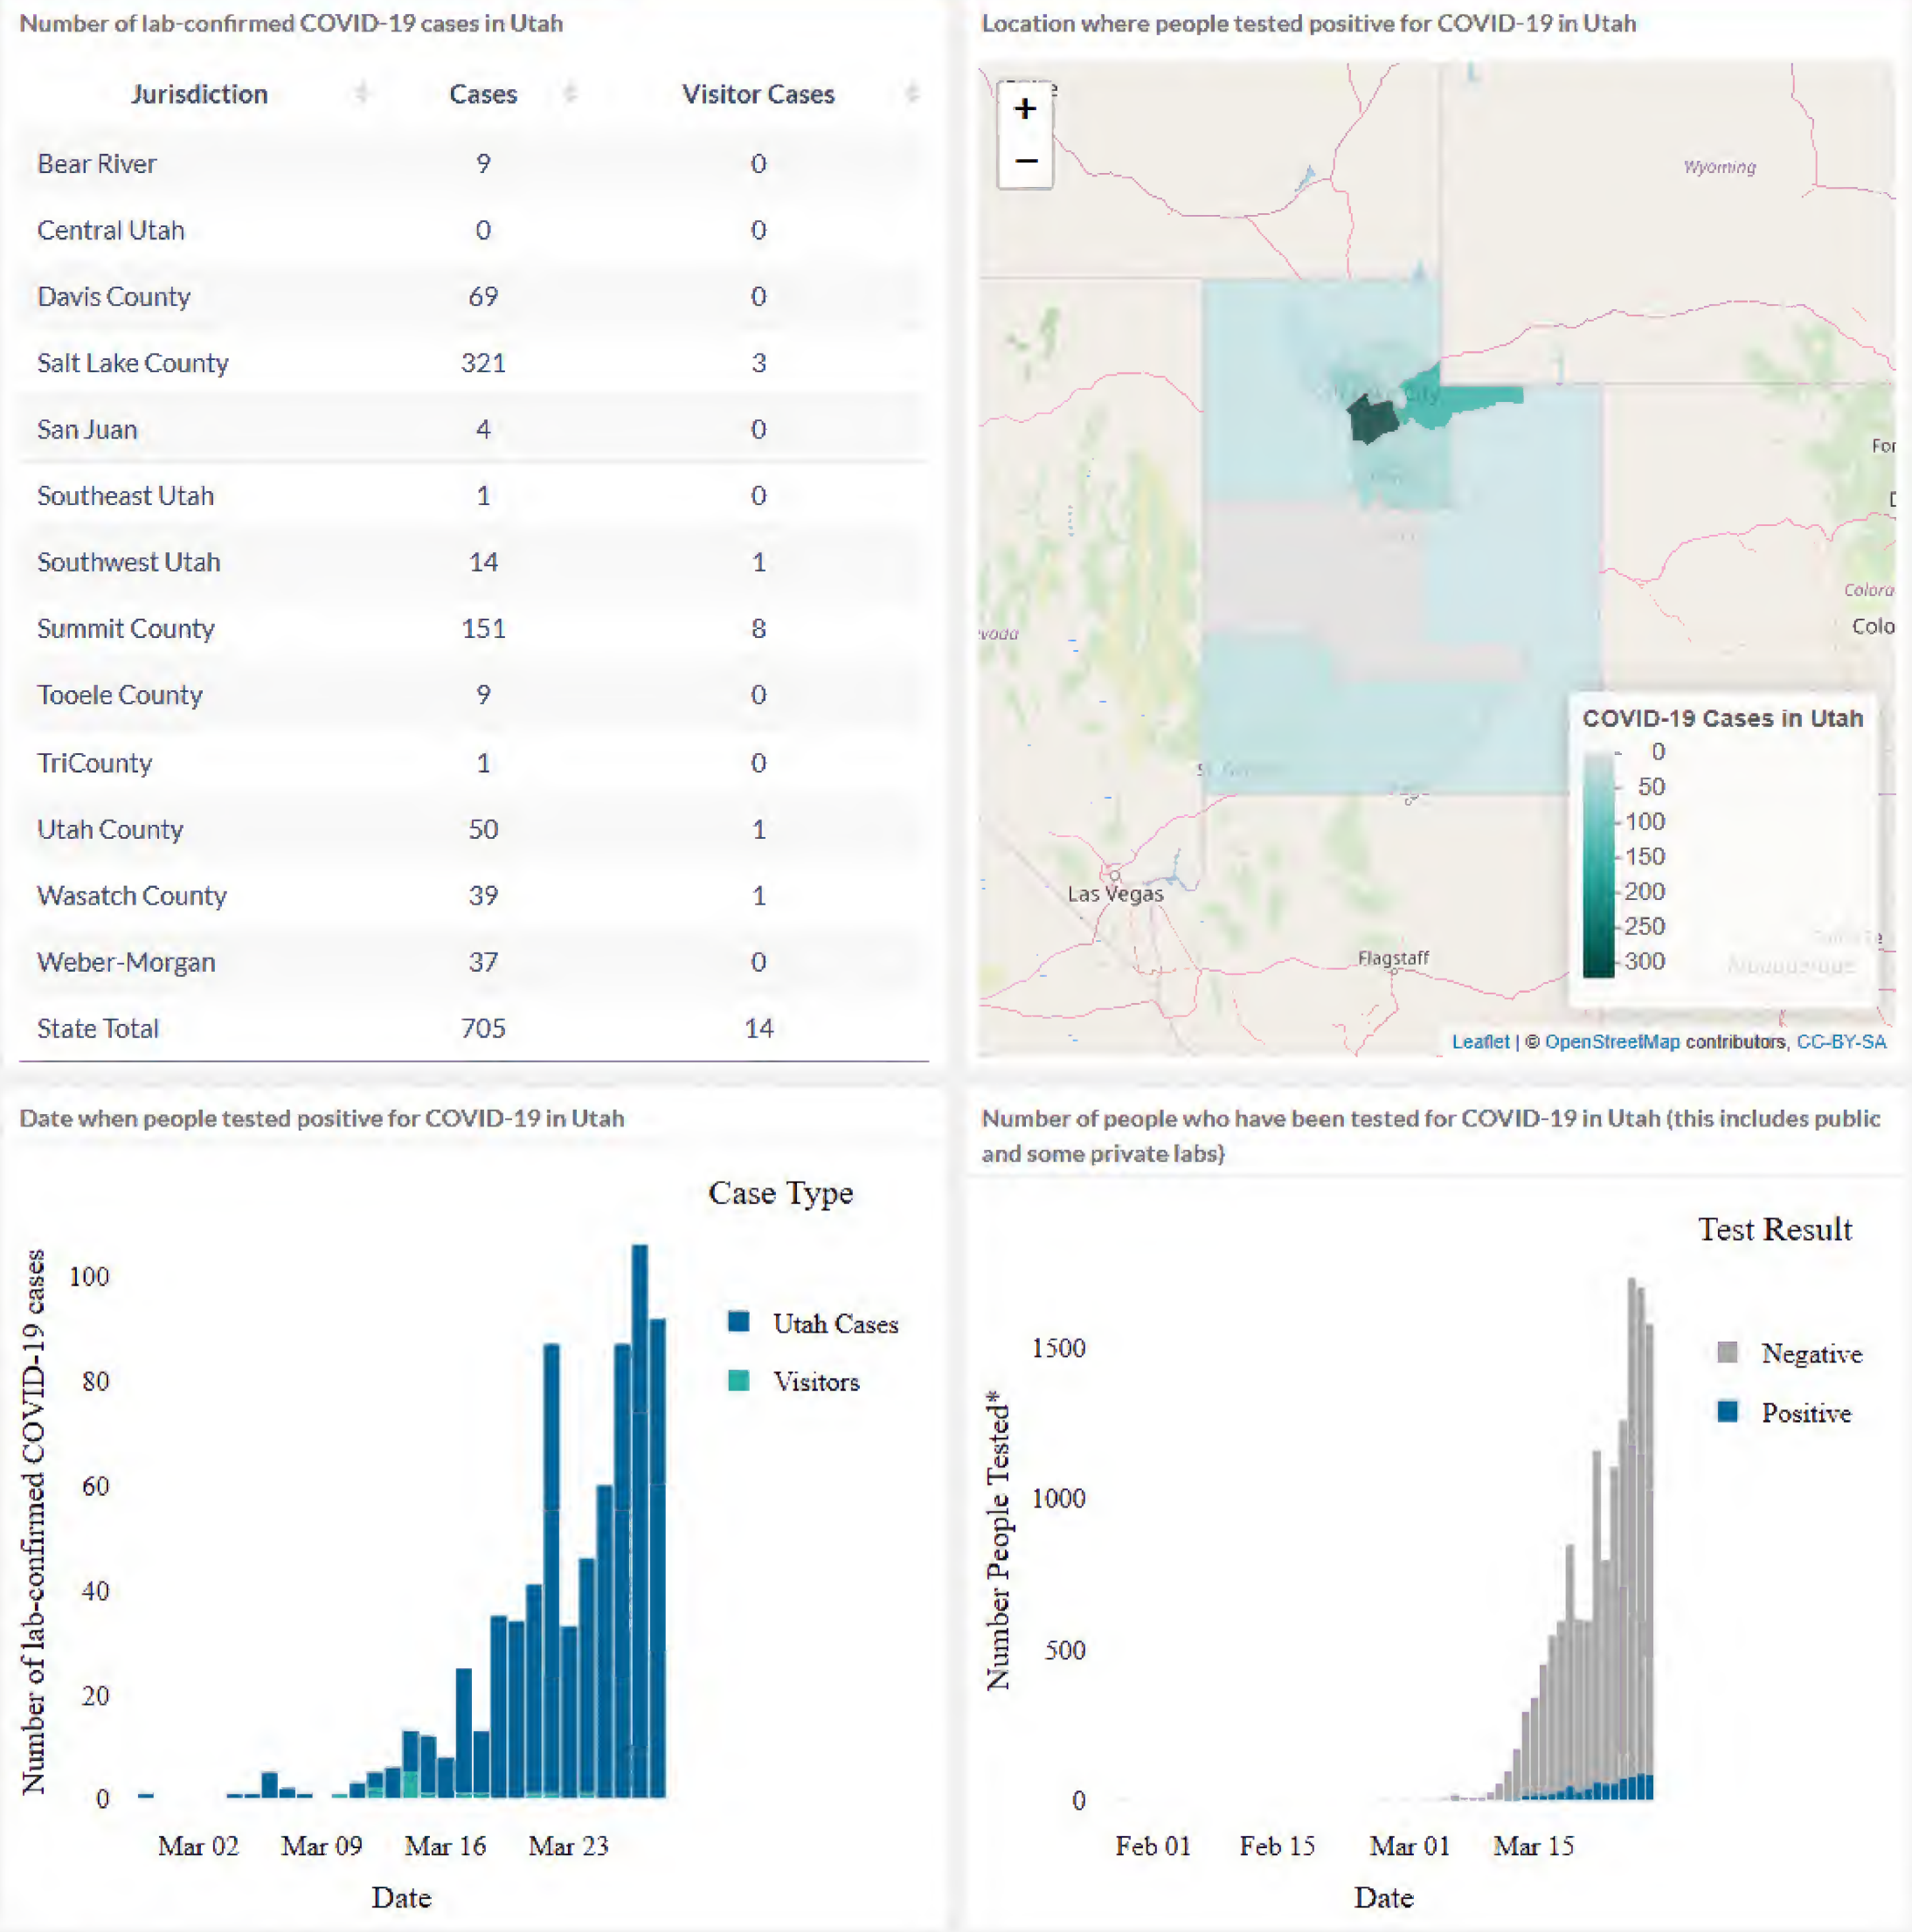 Number of lab-confirmed COVID-19 cases in Utah
Jurisdiction Cases Visitor Cases
Bear River 9 0
Central Utah 0 0
Davis County 69 0
Salt Lake County 321 3
San Juan 4 0
Southeast Utah 1 0
Southwest Utah 14 1
Summit County 151 8
Tooele County 9 0
TriCounty 1 0
Utah County 50 1
Wasatch County 39 1
Weber-Morgan 37 0
State Total 705 14
Location where people tested positive for COVID-19 in Utah
+
−
Wyoming
For
Colora
Colo
vada
COVID-19 Cases in Utah
0
50
100
150
200
250
300
Las Vegas
Flagstaff
Albuquerque
Leaflet | © OpenStreetMap contributors, CC-BY-SA
Date when people tested positive for COVID-19 in Utah
Case Type
Utah Cases
Visitors
Number of lab-confirmed COVID-19 cases
100
80
60
40
20
0
Mar 02 Mar 09 Mar 16 Mar 23
Date
Number of people who have been tested for COVID-19 in Utah (this includes public
and some private labs)
Test Result
Negative
Positive
Number People Tested*
1500
1000
500
0
Feb 01 Feb 15 Mar 01 Mar 15
Date